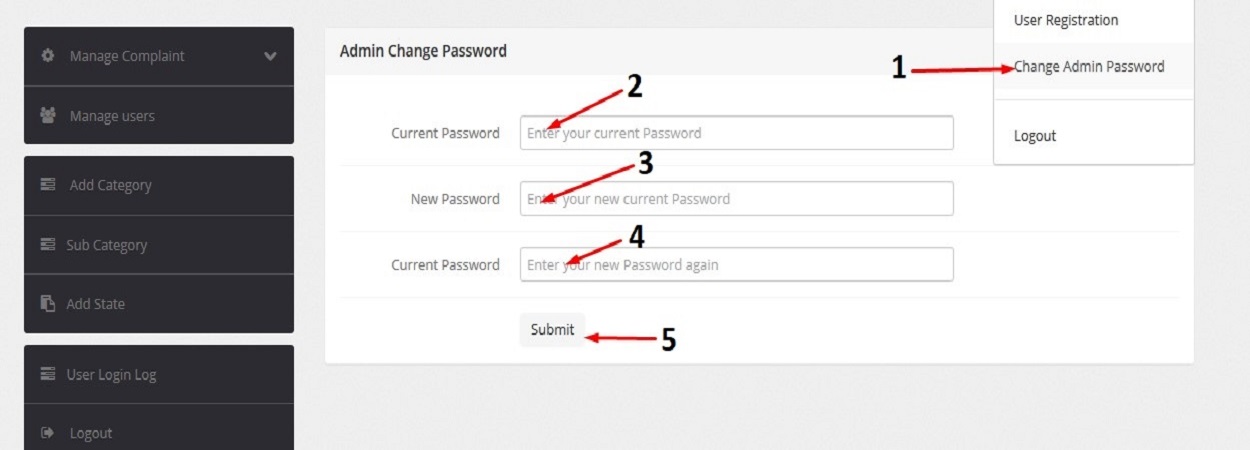 Manage Complaint
Manage users
Add Category
Sub Category
Add State
User Login Log
Logout
Admin Change Password
2
Current Password
Enter your current Password
3
New Password
Enter your new current Password
4
Current Password
Enter your new Password again
Submit
5
User Registration
1
Change Admin Password
Logout